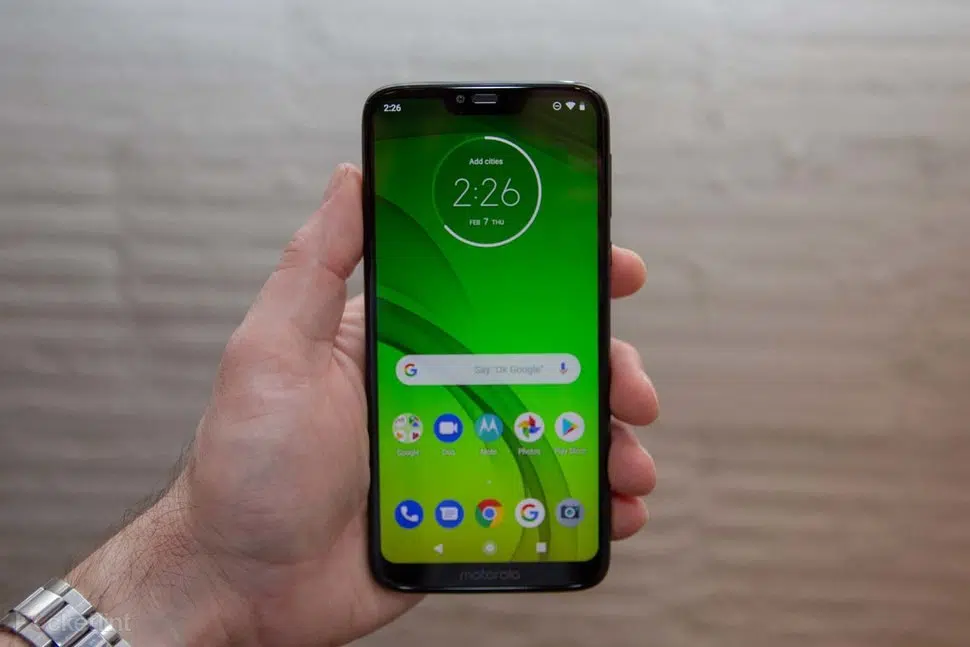 2:26
Add cities
2:26
FEB 7 THU
Say "Ok Google"
Google Duo Moto Photos Play Store
motorola
Pocket-lint